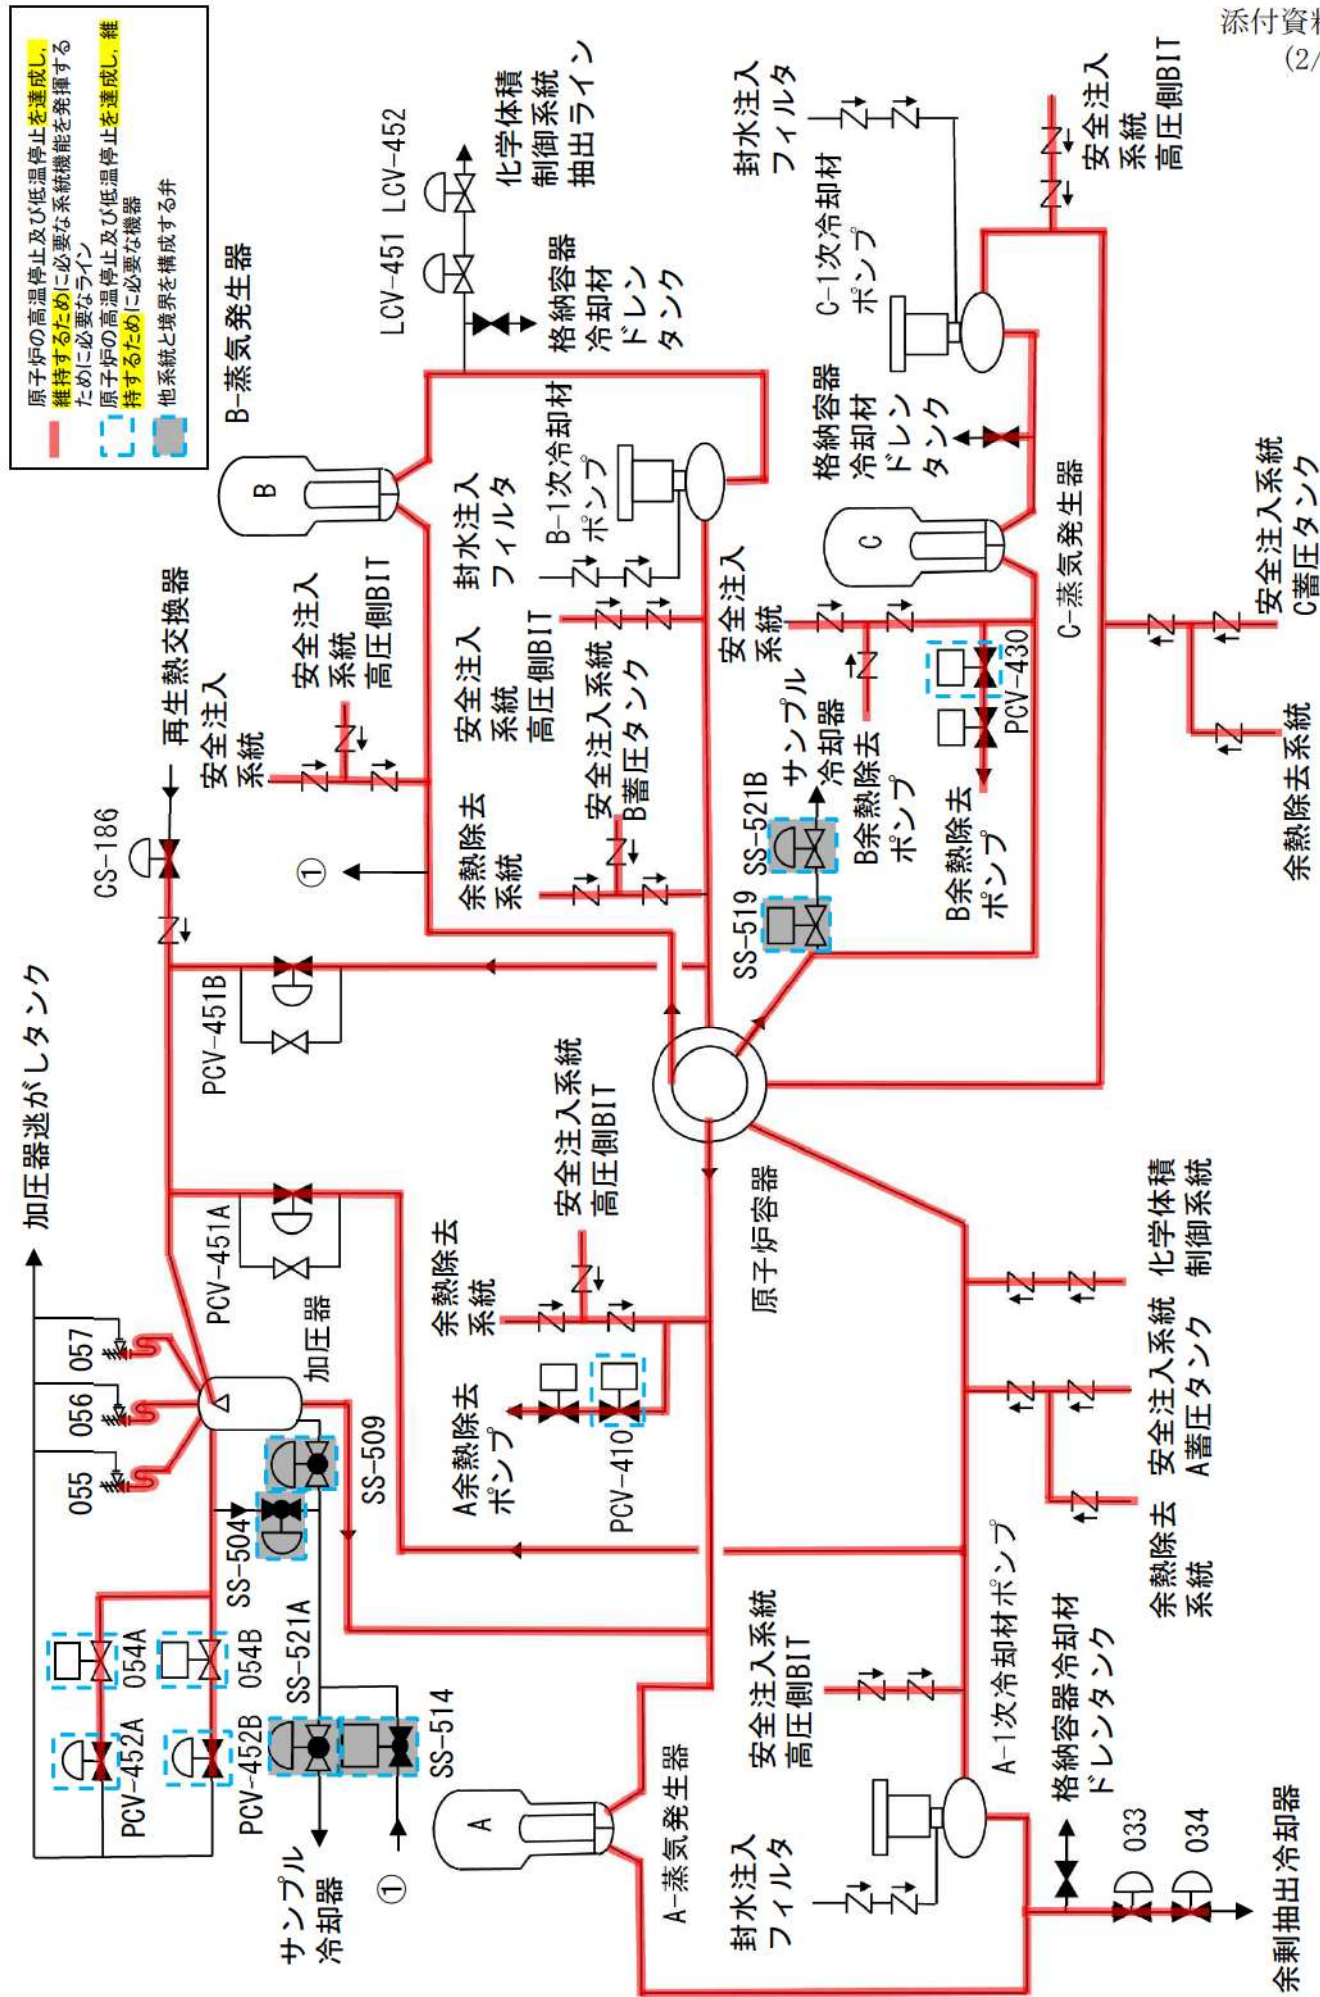 添付資料
(2/
原子炉の高温停止及び低温停止を達成し,
維持するために必要な系統機能を発揮する
ために必要なライン
原子炉の高温停止及び低温停止を達成し, 維
持するために必要な機器
他系統と境界を構成する弁
加圧器逃がしタンク
CS-186
再生熱交換器
安全注入
系統
安全注入
系統
高圧側BIT
B-蒸気発生器
B
LCV-451
LCV-452
化学体積
制御系統
抽出ライン
格納容器
冷却材
ドレン
タンク
055
056
057
加圧器
PCV-451A
PCV-451B
①
封水注入
フィルタ
B-1次冷却材
ポンプ
安全注入
系統
高圧側BIT
余熱除去
系統
安全注入系統
B蓄圧タンク
PCV-452A
054A
PCV-452B
054B
SS-504
SS-509
SS-521A
SS-514
サンプル
冷却器
①
A余熱除去
ポンプ
PCV-410
余熱除去
系統
安全注入系統
高圧側BIT
原子炉容器
SS-519
SS-521B
サンプル
冷却器
安全注入
系統
B余熱除去
ポンプ
B余熱除去
ポンプ
PCV-430
C
C-蒸気発生器
格納容器
冷却材
ドレン
タンク
C-1次冷却材
ポンプ
封水注入
フィルタ
安全注入
系統
高圧側BIT
安全注入系統
C蓄圧タンク
余熱除去系統
A
A-蒸気発生器
封水注入
フィルタ
安全注入系統
高圧側BIT
A-1次冷却材ポンプ
格納容器冷却材
ドレンタンク
033
034
余剰抽出冷却器
余熱除去
系統
安全注入系統
A蓄圧タンク
化学体積
制御系統